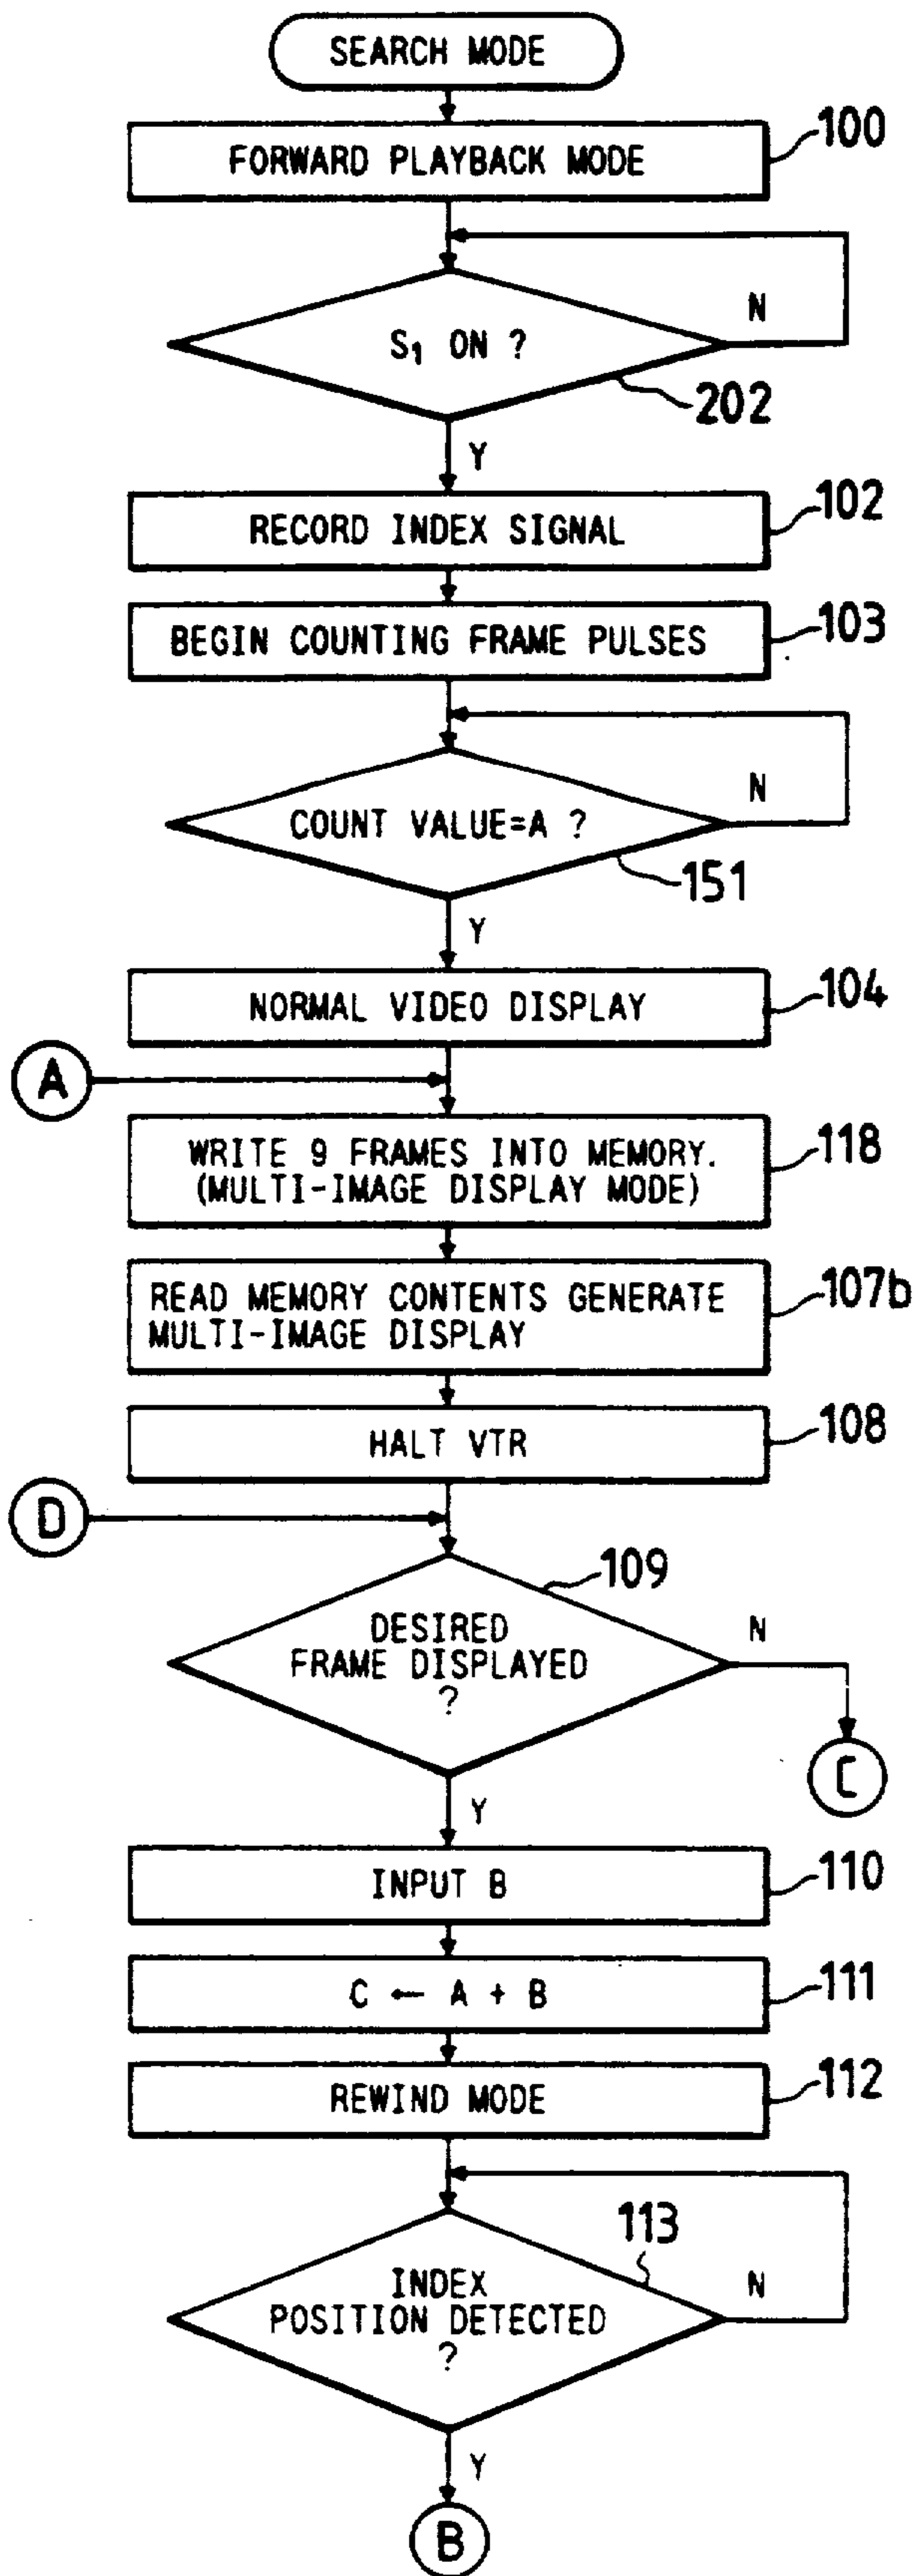 SEARCH MODE
FORWARD PLAYBACK MODE
100
N
S₁ ON ?
202
Y
RECORD INDEX SIGNAL
102
BEGIN COUNTING FRAME PULSES
103
N
COUNT VALUE=A ?
151
Y
NORMAL VIDEO DISPLAY
104
A
WRITE 9 FRAMES INTO MEMORY.
(MULTI-IMAGE DISPLAY MODE)
118
READ MEMORY CONTENTS GENERATE
MULTI-IMAGE DISPLAY
107b
HALT VTR
108
D
109
DESIRED
FRAME DISPLAYED
?
N
C
Y
INPUT B
110
C ← A + B
111
REWIND MODE
112
113
INDEX
POSITION DETECTED
?
N
Y
B